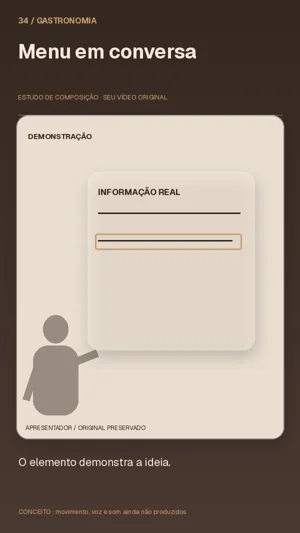 34 / GASTRONOMIA
Menu em conversa
ESTUDO DE COMPOSIÇÃO · SEU VÍDEO ORIGINAL
DEMONSTRAÇÃO
INFORMAÇÃO REAL
APRESENTADOR / ORIGINAL PRESERVADO
O elemento demonstra a ideia.
CONCEITO · movimento, voz e som ainda não produzidos